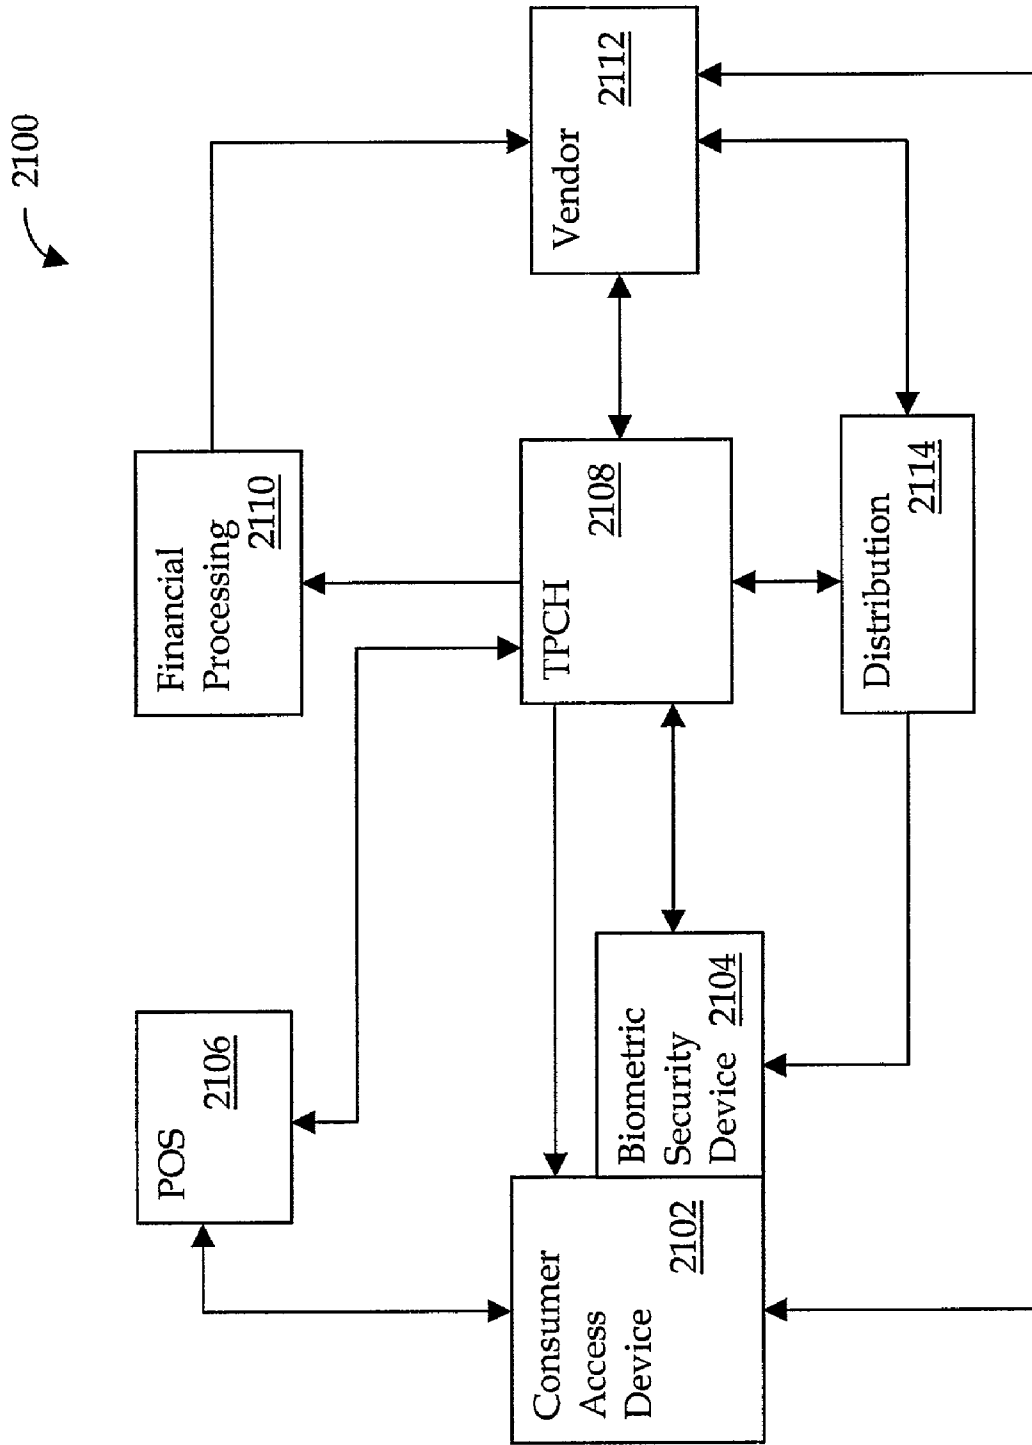 2100
POS
2106
Financial
Processing
2110
Consumer
Access
Device
2102
Biometric
Security
Device 2104
TPCH
2108
Vendor
2112
Distribution
2114